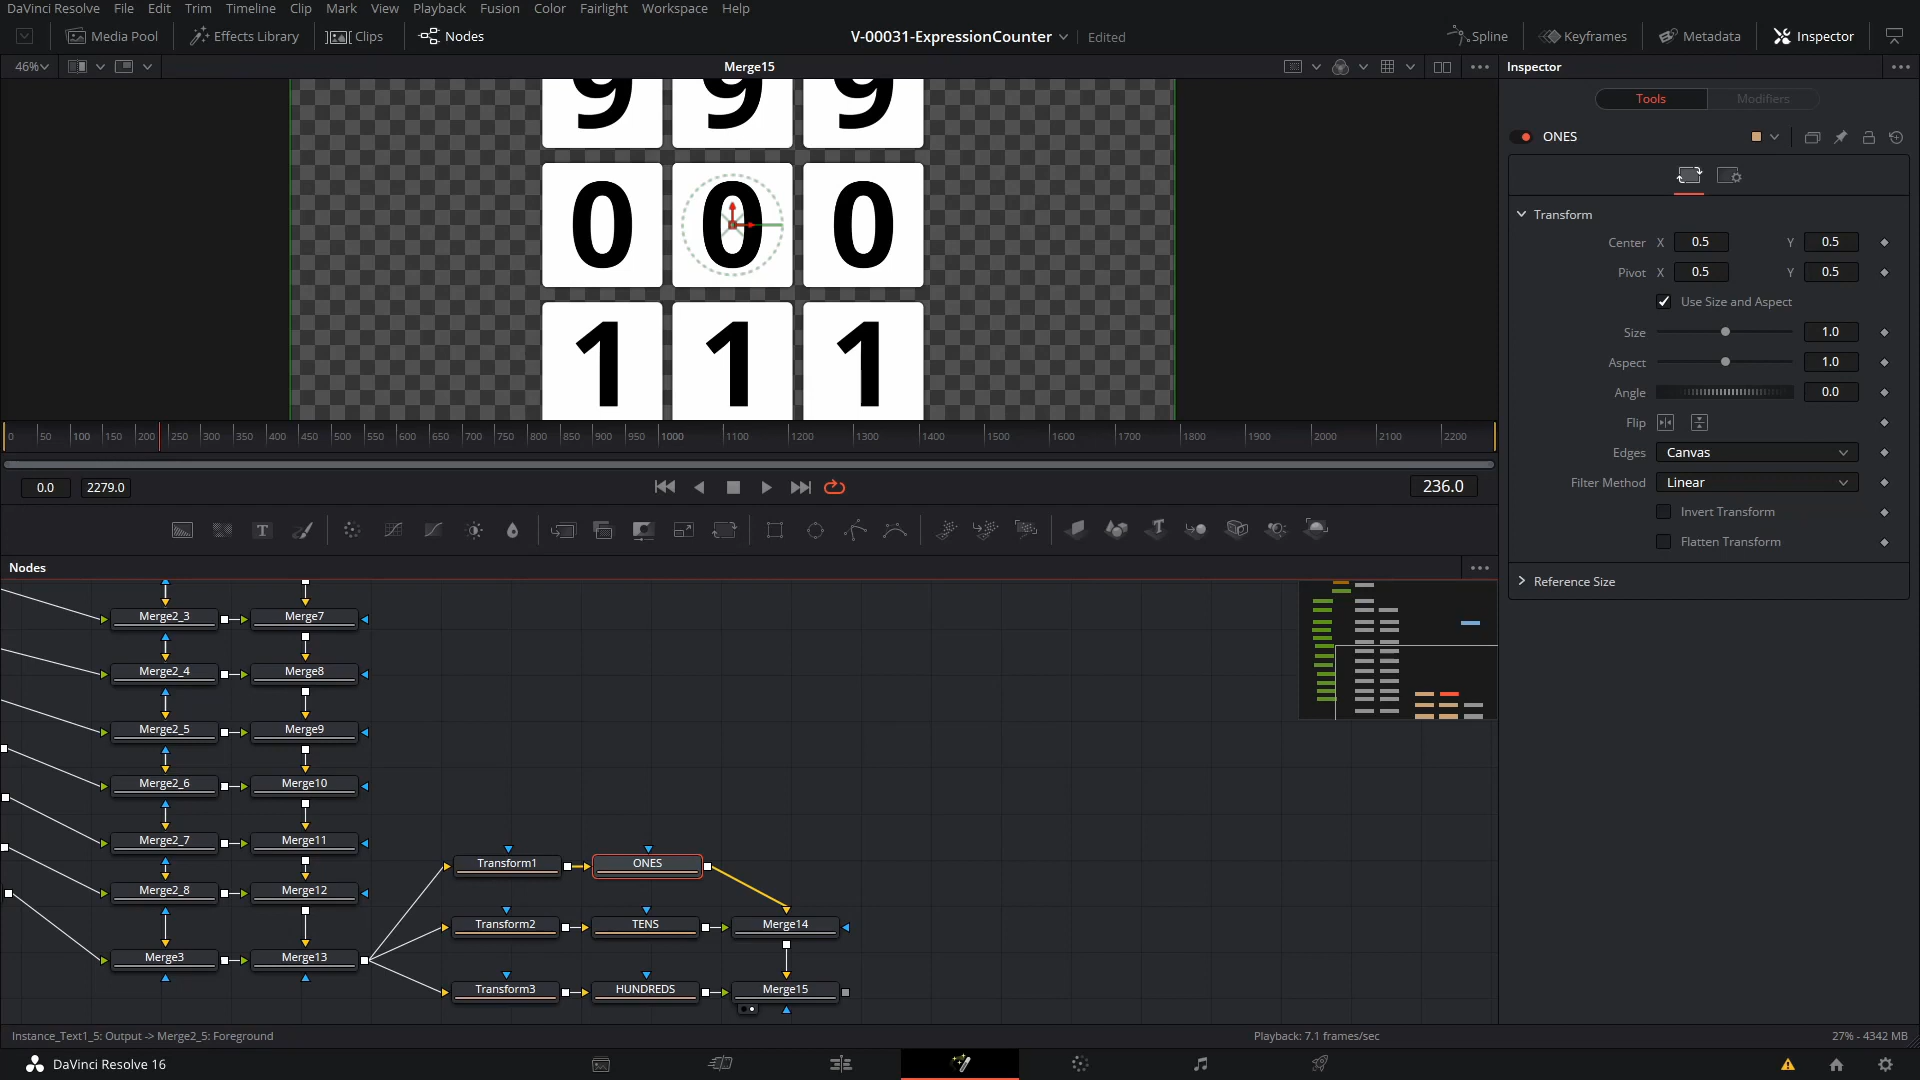 DaVinci Resolve File Edit Trim Timeline Clip Mark View Playback Fusion Color Fairlight Workspace Help
Media Pool Effects Library Clips Nodes V-00031-ExpressionCounter Edited Spline Keyframes Metadata Inspector
46% Merge15 Inspector
Tools Modifiers
ONES
Transform
Center X 0.5 Y 0.5
Pivot X 0.5 Y 0.5
Use Size and Aspect
Size 1.0
Aspect 1.0
Angle 0.0
Flip
Edges Canvas
Filter Method Linear
Invert Transform
Flatten Transform
Reference Size
9 9 9
0 0 0
1 1 1
0 50 100 150 200 250 300 350 400 450 500 550 600 650 700 750 800 850 900 950 1000 1100 1200 1300 1400 1500 1600 1700 1800 1900 2000 2100 2200
0.0 2279.0 236.0
Nodes
Merge2_3 Merge7
Merge2_4 Merge8
Merge2_5 Merge9
Merge2_6 Merge10
Merge2_7 Merge11
Transform1 ONES
Merge2_8 Merge12
Transform2 TENS Merge14
Merge3 Merge13
Transform3 HUNDREDS Merge15
Instance_Text1_5: Output -> Merge2_5: Foreground Playback: 7.1 frames/sec 27% - 4342 MB
DaVinci Resolve 16